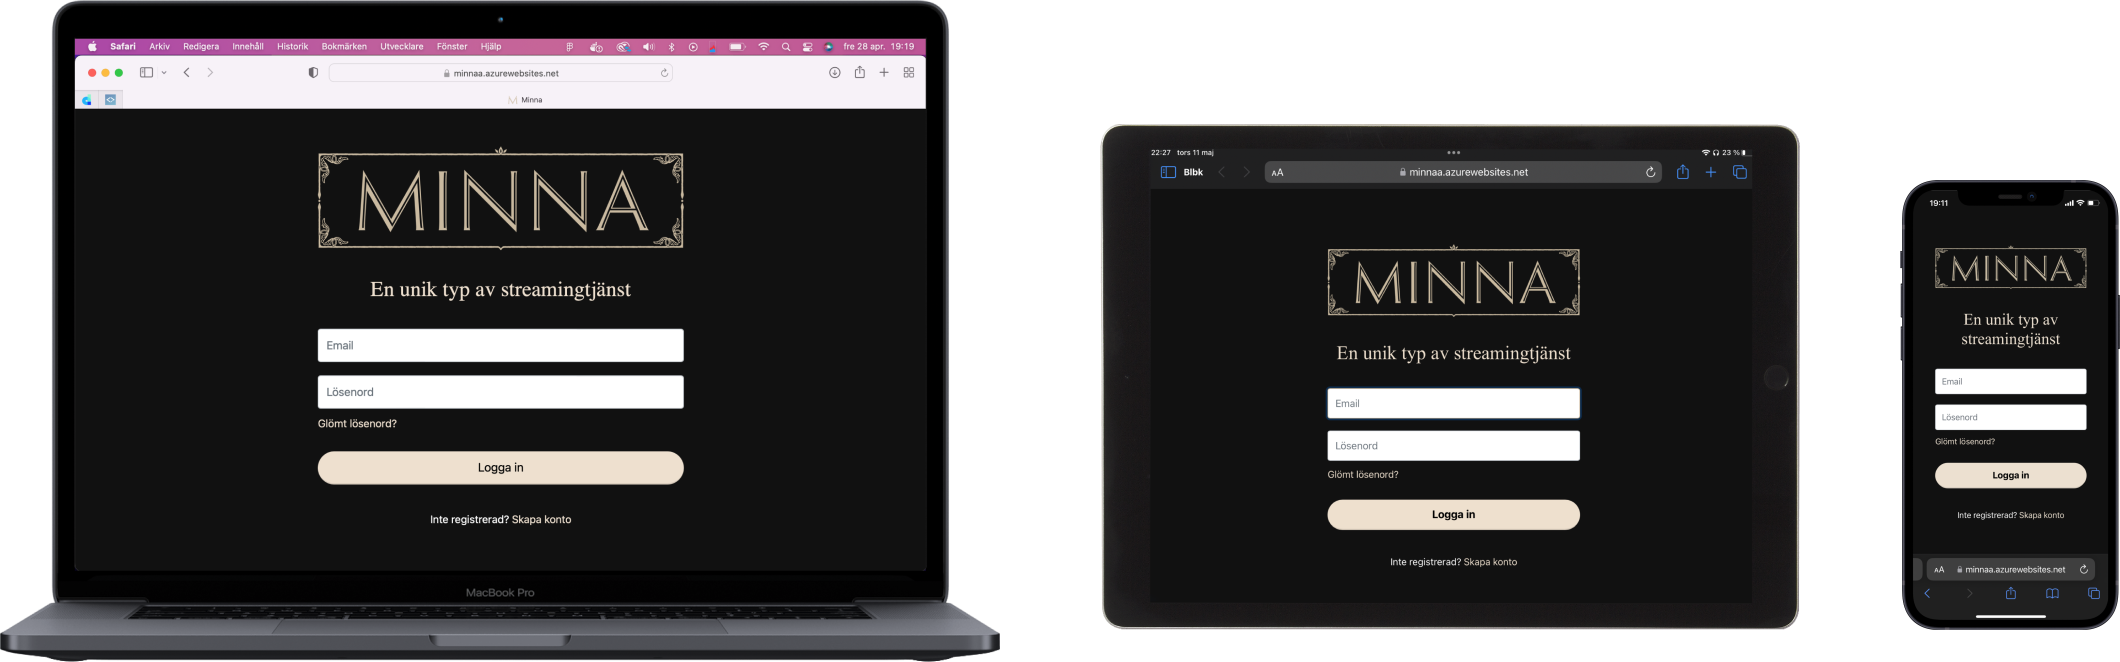 Safari Arkiv Redigera Innehåll Historik Bokmärken Utvecklare Fönster Hjälp fre 28 apr. 19:19
minnaa.azurewebsites.net
Minna
MINNA
En unik typ av streamingtjänst
Email
Lösenord
Glömt lösenord?
Logga in
Inte registrerad? Skapa konto
MacBook Pro
22:27 tors 11 maj 23 %
Blbk AA minnaa.azurewebsites.net
MINNA
En unik typ av streamingtjänst
Email
Lösenord
Glömt lösenord?
Logga in
Inte registrerad? Skapa konto
19:11
MINNA
En unik typ av
streamingtjänst
Email
Lösenord
Glömt lösenord?
Logga in
Inte registrerad? Skapa konto
AA minnaa.azurewebsites.net